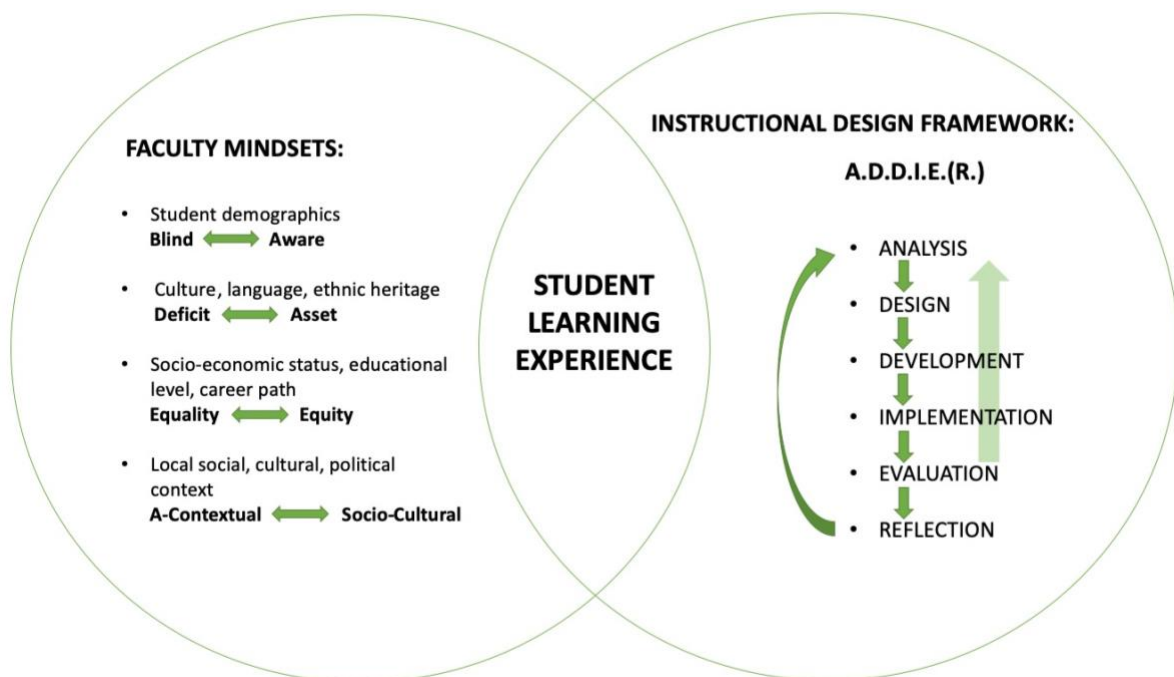 FACULTY MINDSETS:
• Student demographics
Blind Aware
• Culture, language, ethnic heritage
Deficit Asset
• Socio-economic status, educational
level, career path
Equality Equity
• Local social, cultural, political
context
A-Contextual Socio-Cultural
STUDENT
LEARNING
EXPERIENCE
INSTRUCTIONAL DESIGN FRAMEWORK:
A.D.D.I.E.(R.)
• ANALYSIS
• DESIGN
• DEVELOPMENT
• IMPLEMENTATION
• EVALUATION
• REFLECTION